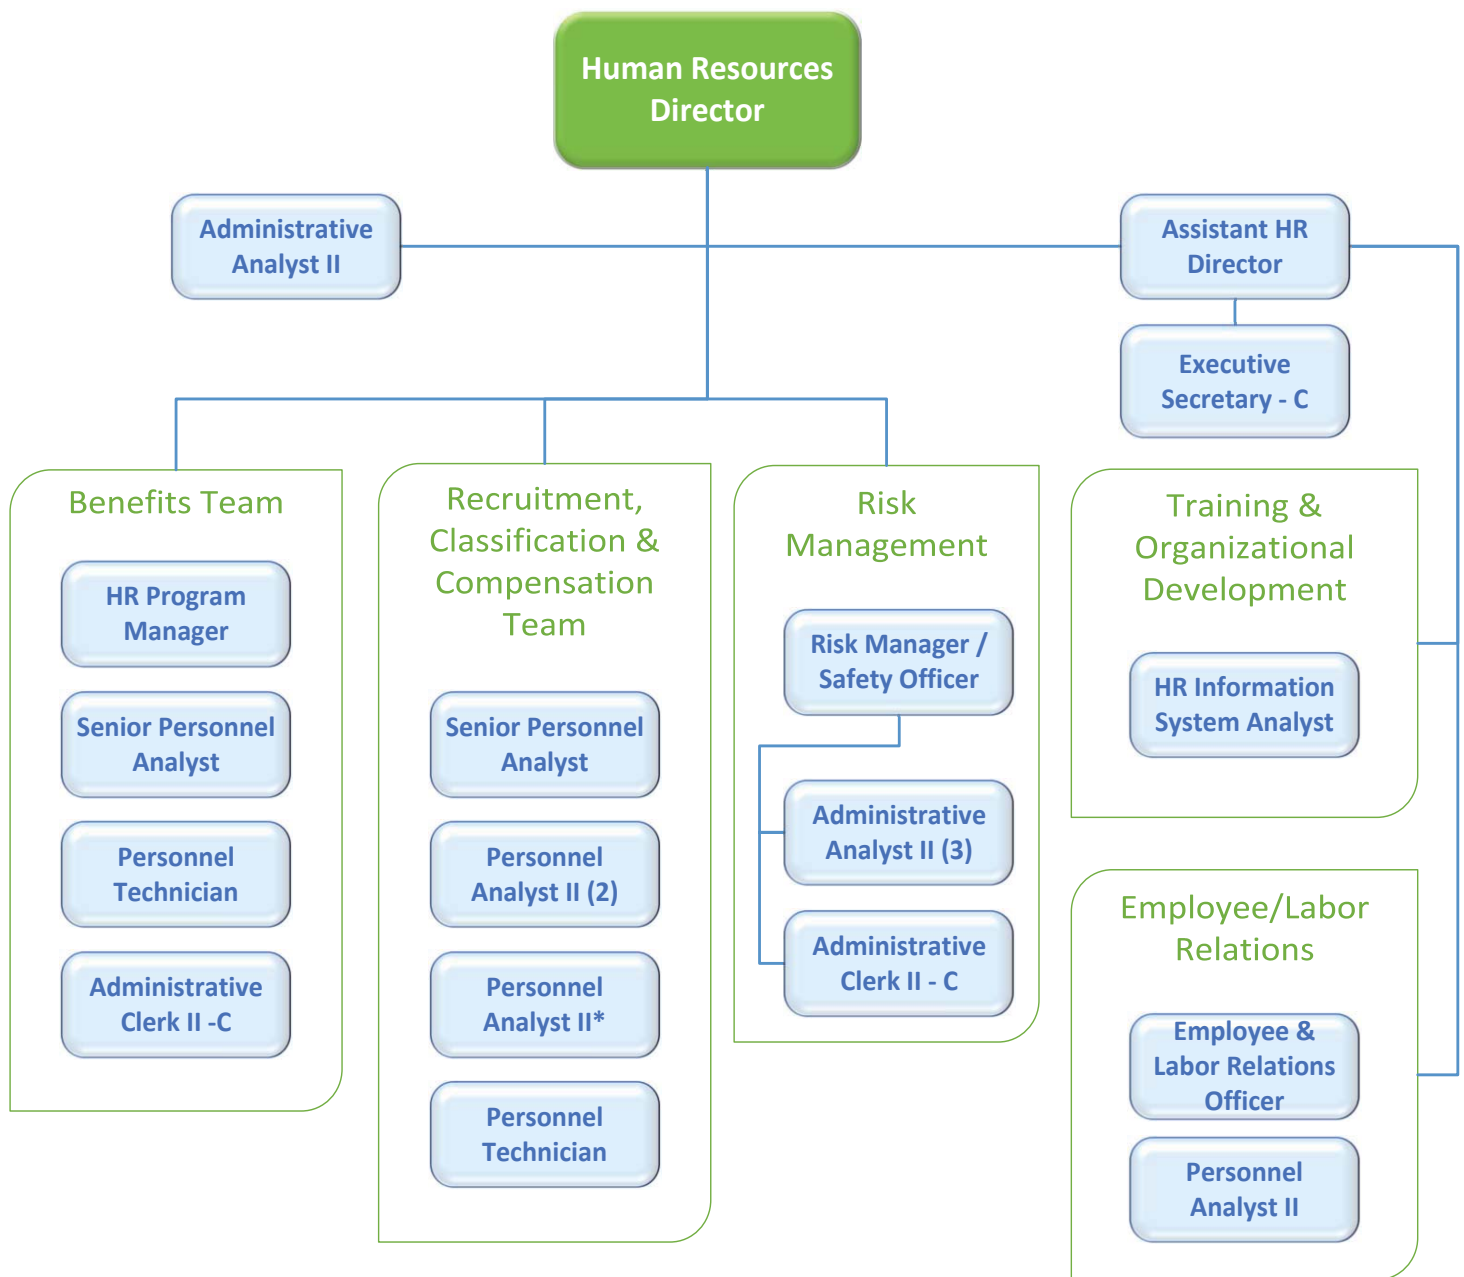 Human Resources
Director
Administrative
Analyst II
Assistant HR
Director
Executive
Secretary - C
Benefits Team
HR Program
Manager
Senior Personnel
Analyst
Personnel
Technician
Administrative
Clerk II -C
Recruitment,
Classification &
Compensation
Team
Senior Personnel
Analyst
Personnel
Analyst II (2)
Personnel
Analyst II*
Personnel
Technician
Risk
Management
Risk Manager /
Safety Officer
Administrative
Analyst II (3)
Administrative
Clerk II - C
Training &
Organizational
Development
HR Information
System Analyst
Employee/Labor
Relations
Employee &
Labor Relations
Officer
Personnel
Analyst II